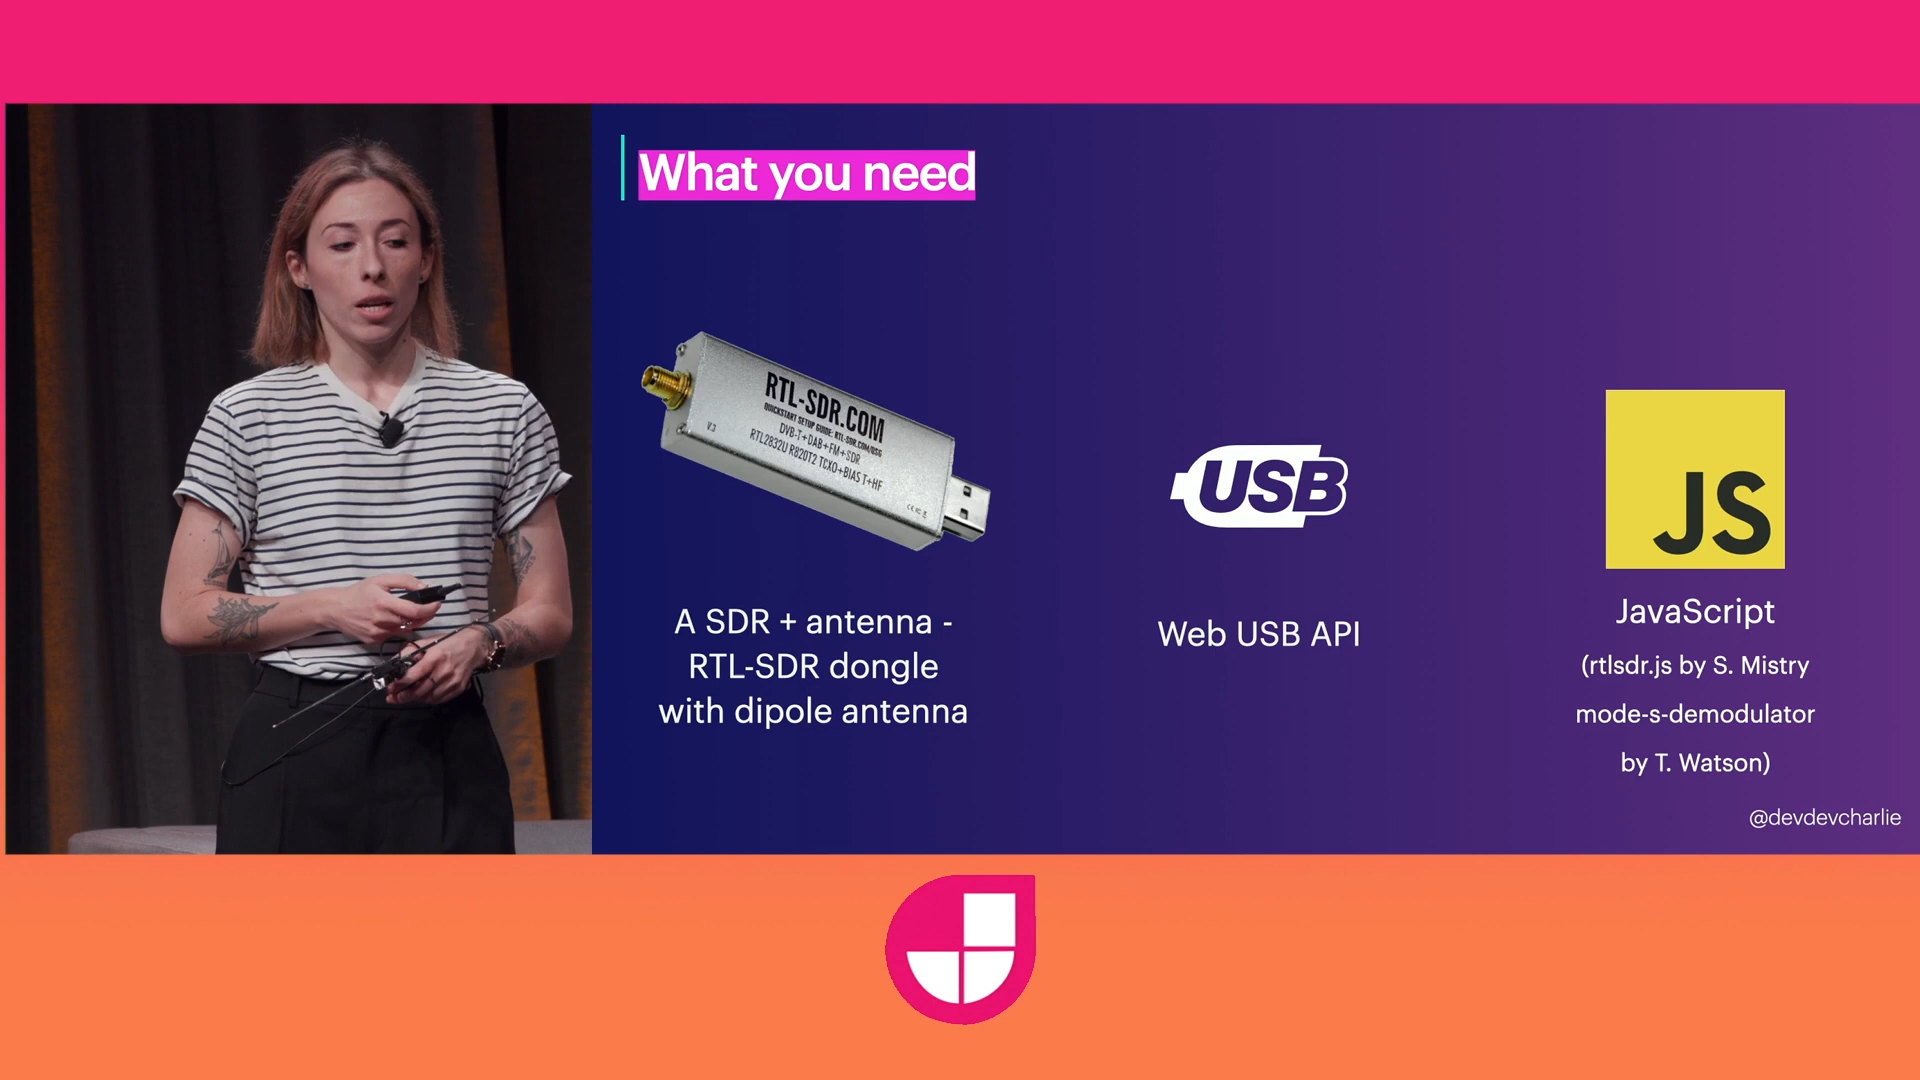 What you need
RTL-SDR.COM
QUICKSTART SETUP GUIDE: RTL-SDR.COM/QSG
DVB-T+DAB+FM+SDR
RTL2832U R820T2 TCXO+BIAS T+HF
V.3
USB
JS
A SDR + antenna -
RTL-SDR dongle
with dipole antenna
Web USB API
JavaScript
(rtlsdr.js by S. Mistry
mode-s-demodulator
by T. Watson)
@devdevcharlie